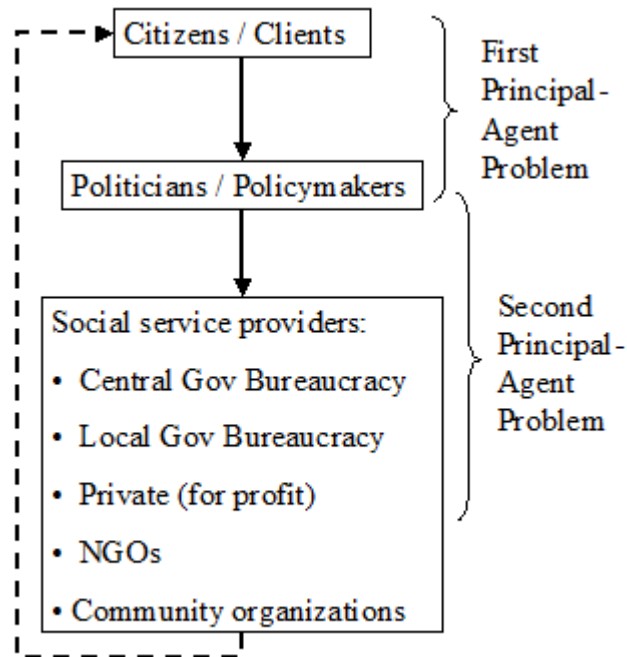 Citizens / Clients
First
Principal-
Agent
Problem
Politicians / Policymakers
Social service providers:
• Central Gov Bureaucracy
• Local Gov Bureaucracy
• Private (for profit)
• NGOs
• Community organizations
Second
Principal-
Agent
Problem